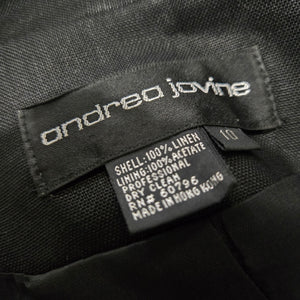 andrea jovine
10
SHELL:100% LINEN
LINING:100% ACETATE
PROFESSIONAL
DRY CLEAN
RN# 60796
MADE IN HONG KONG